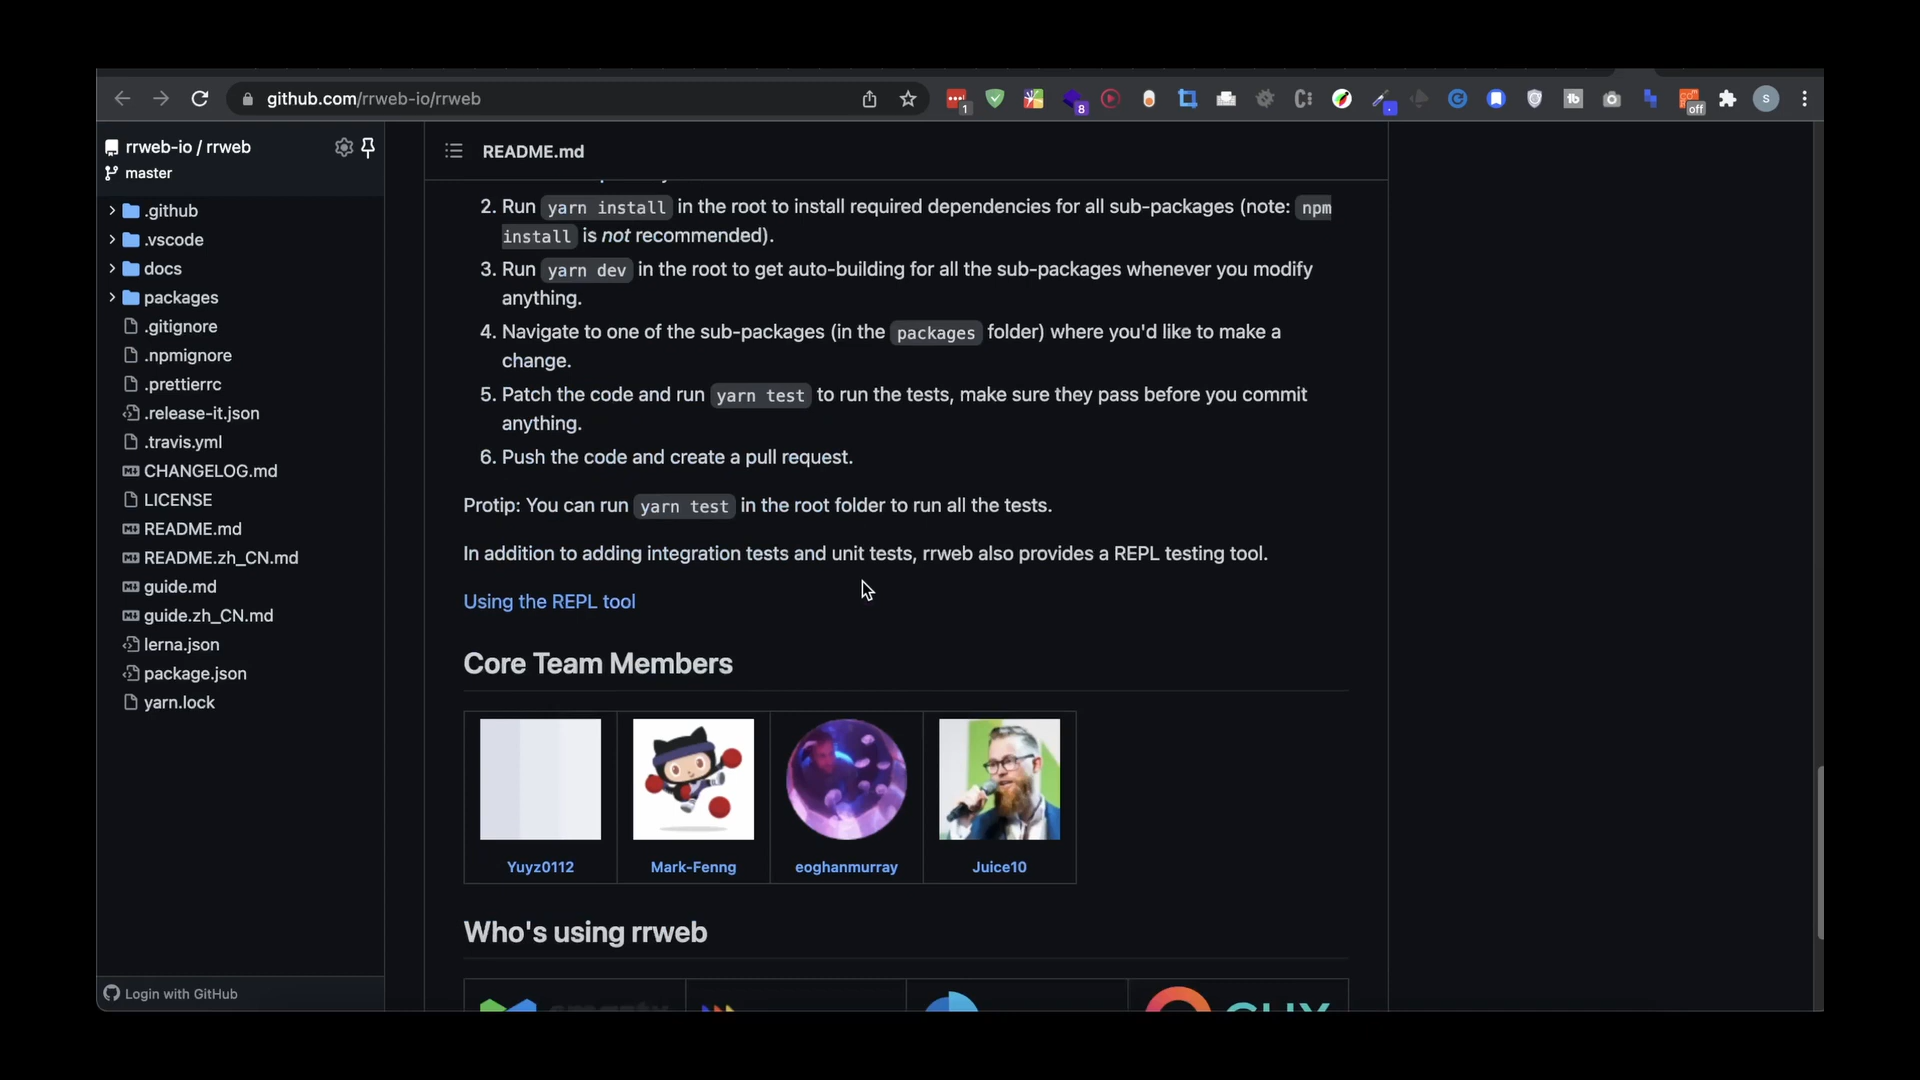 github.com/rrweb-io/rrweb
1
8
off
S
rrweb-io / rrweb
master
.github
.vscode
docs
packages
.gitignore
.npmignore
.prettierrc
.release-it.json
.travis.yml
CHANGELOG.md
LICENSE
README.md
README.zh_CN.md
guide.md
guide.zh_CN.md
lerna.json
package.json
yarn.lock
Login with GitHub
README.md
2. Run yarn install in the root to install required dependencies for all sub-packages (note: npm
install is not recommended).
3. Run yarn dev in the root to get auto-building for all the sub-packages whenever you modify
anything.
4. Navigate to one of the sub-packages (in the packages folder) where you'd like to make a
change.
5. Patch the code and run yarn test to run the tests, make sure they pass before you commit
anything.
6. Push the code and create a pull request.
Protip: You can run yarn test in the root folder to run all the tests.
In addition to adding integration tests and unit tests, rrweb also provides a REPL testing tool.
Using the REPL tool
Core Team Members
Yuyz0112
Mark-Fenng
eoghanmurray
Juice10
Who's using rrweb